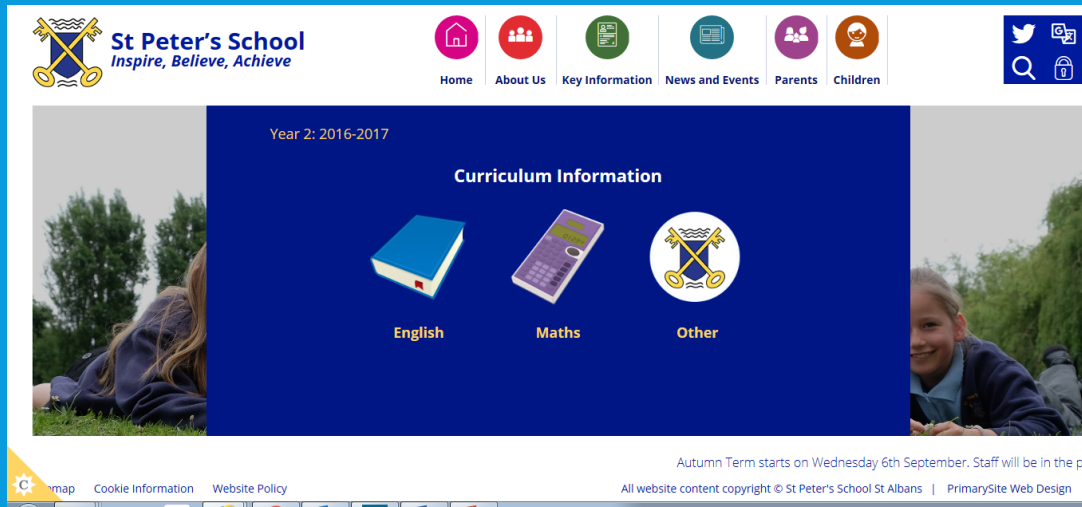 St Peter's School
Inspire, Believe, Achieve
Home
About Us
Key Information
News and Events
Parents
Children
Year 2: 2016-2017
Curriculum Information
English
Maths
Other
Autumn Term starts on Wednesday 6th September. Staff will be in the
Cookie Information
Website Policy
All website content copyright © St Peter's School St Albans | PrimarySite Web Design